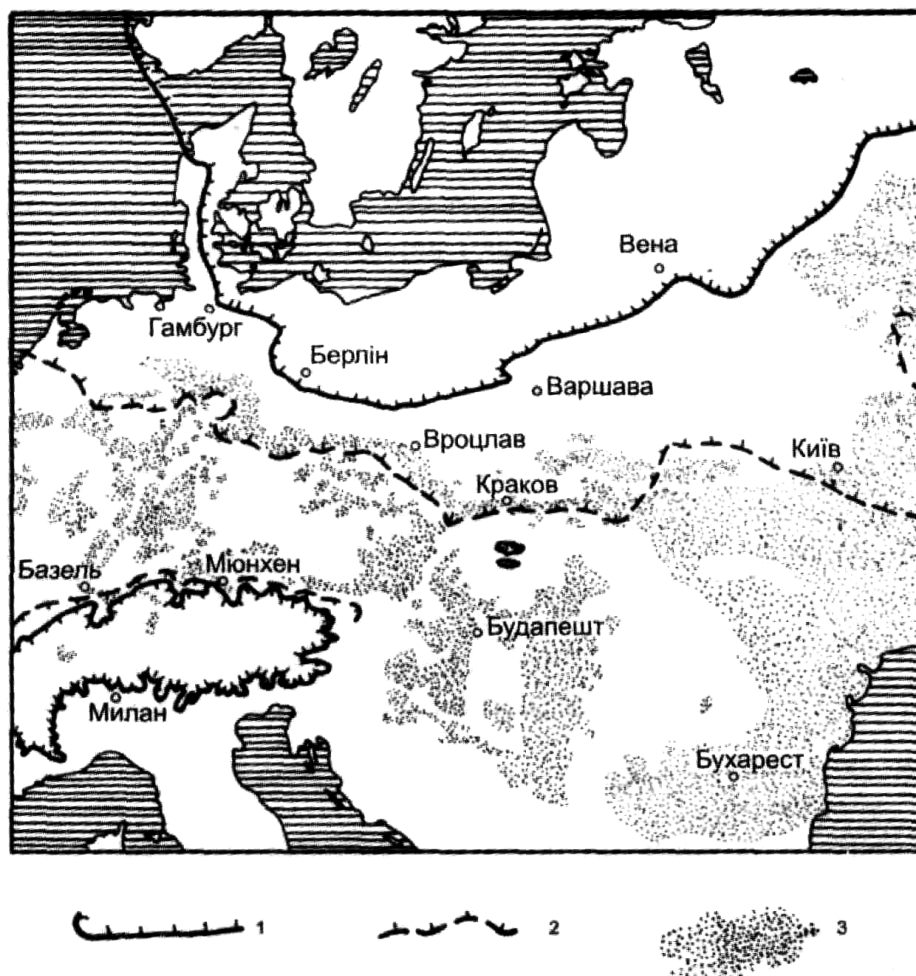 Вена
Гамбург
Берлін
Варшава
Вроцлав
Київ
Краков
Базель
Мюнхен
Будапешт
Милан
Бухарест
1
2
3